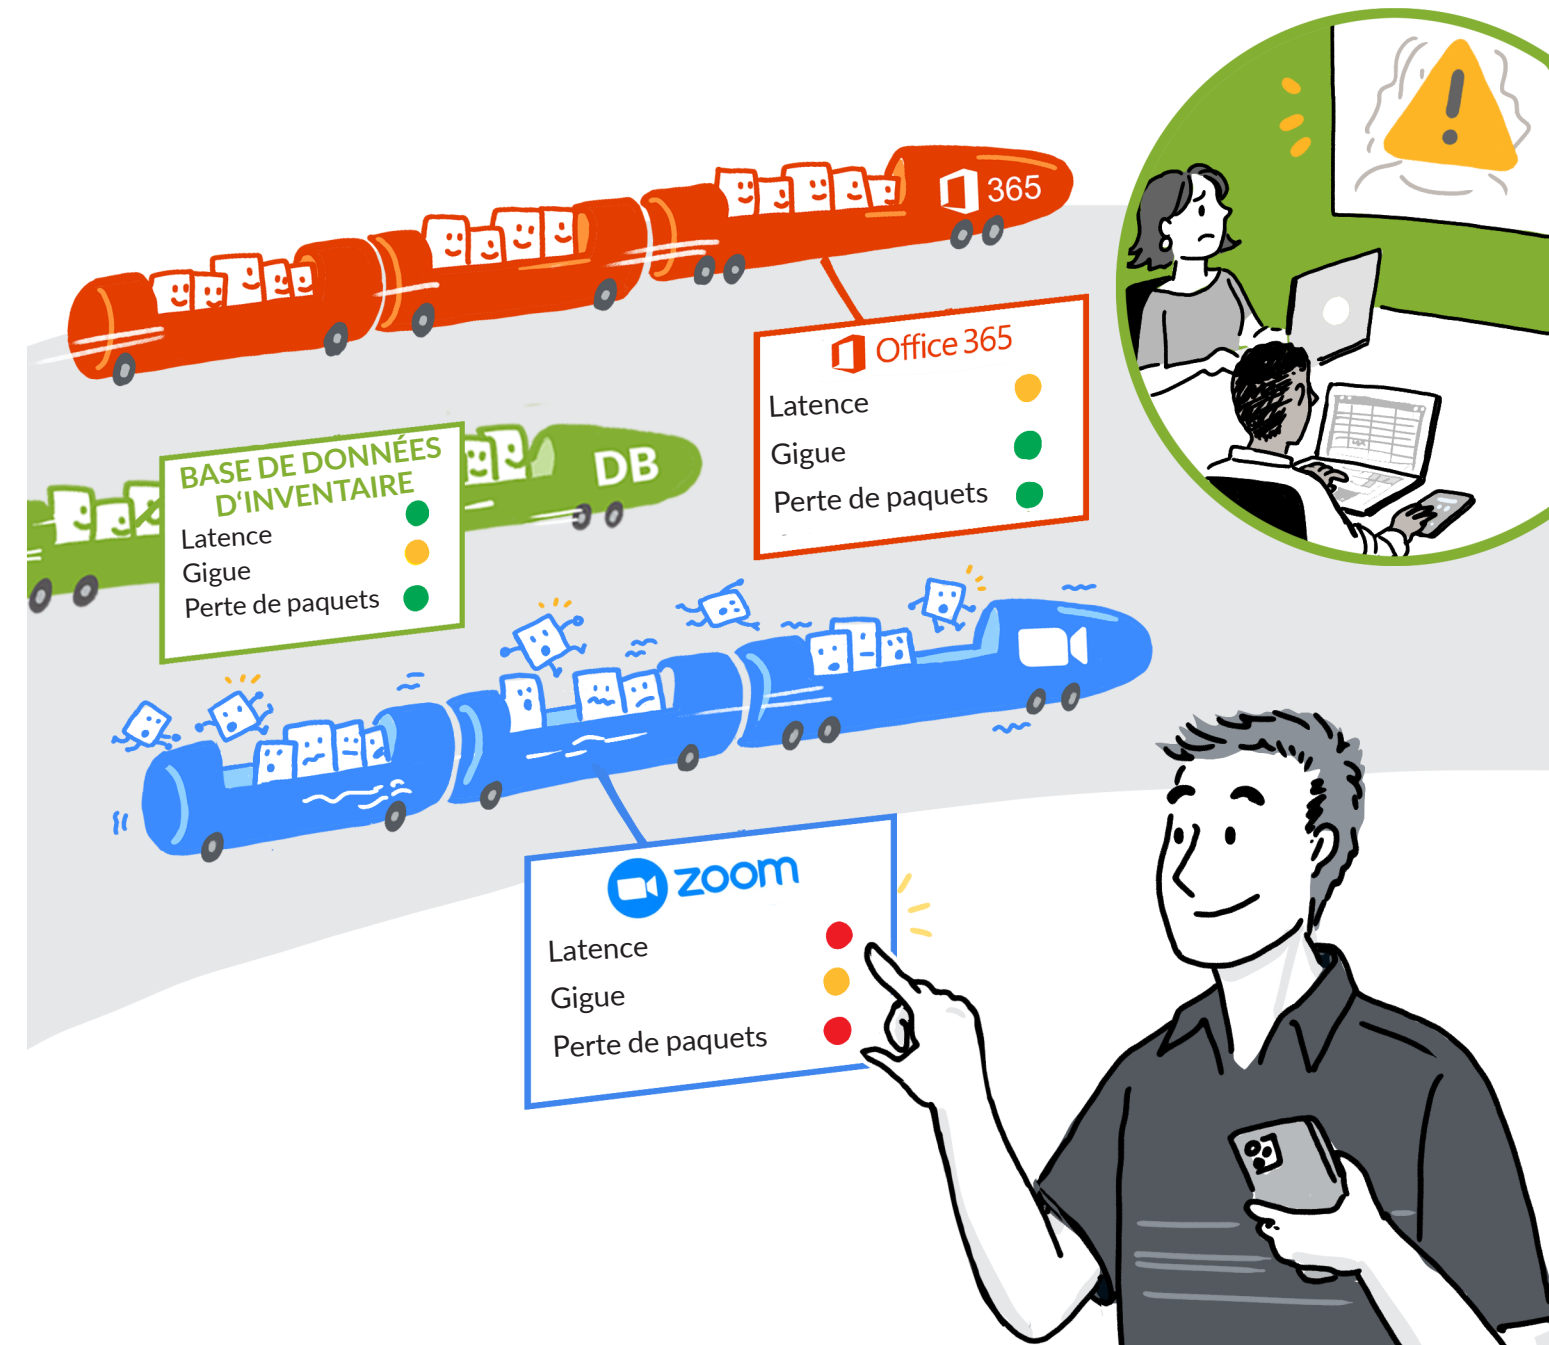 365
Office 365
Latence
Gigue
Perte de paquets
BASE DE DONNÉES
D'INVENTAIRE
Latence
Gigue
Perte de paquets
DB
zoom
Latence
Gigue
Perte de paquets